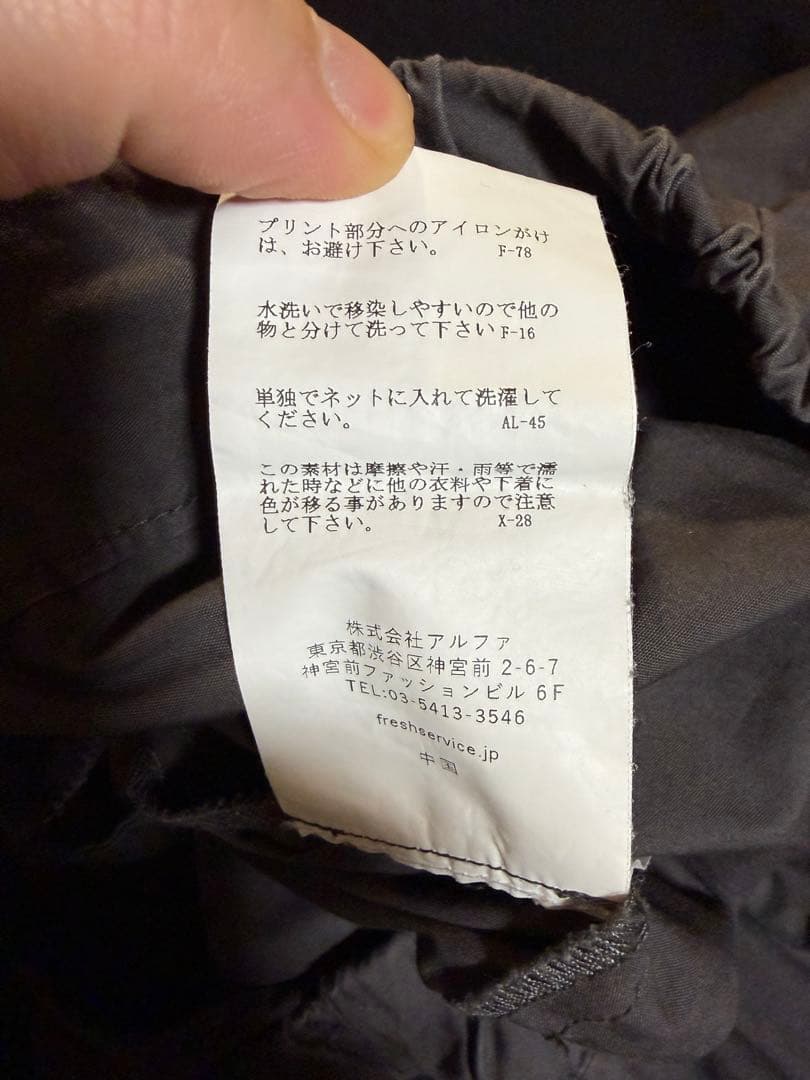 プリント部分へのアイロンがけ
は、お避け下さい。 F-78
水洗いで移染しやすいので他の
物と分けて洗って下さい F-16
単独でネットに入れて洗濯して
ください。 AL-45
この素材は摩擦や汗・雨等で濡
れた時などに他の衣料や下着に
色が移る事がありますので注意
して下さい。 X-28
株式会社アルファ
東京都渋谷区神宮前 2-6-7
神宮前ファッションビル 6F
TEL:03-5413-3546
freshservice.jp
中国